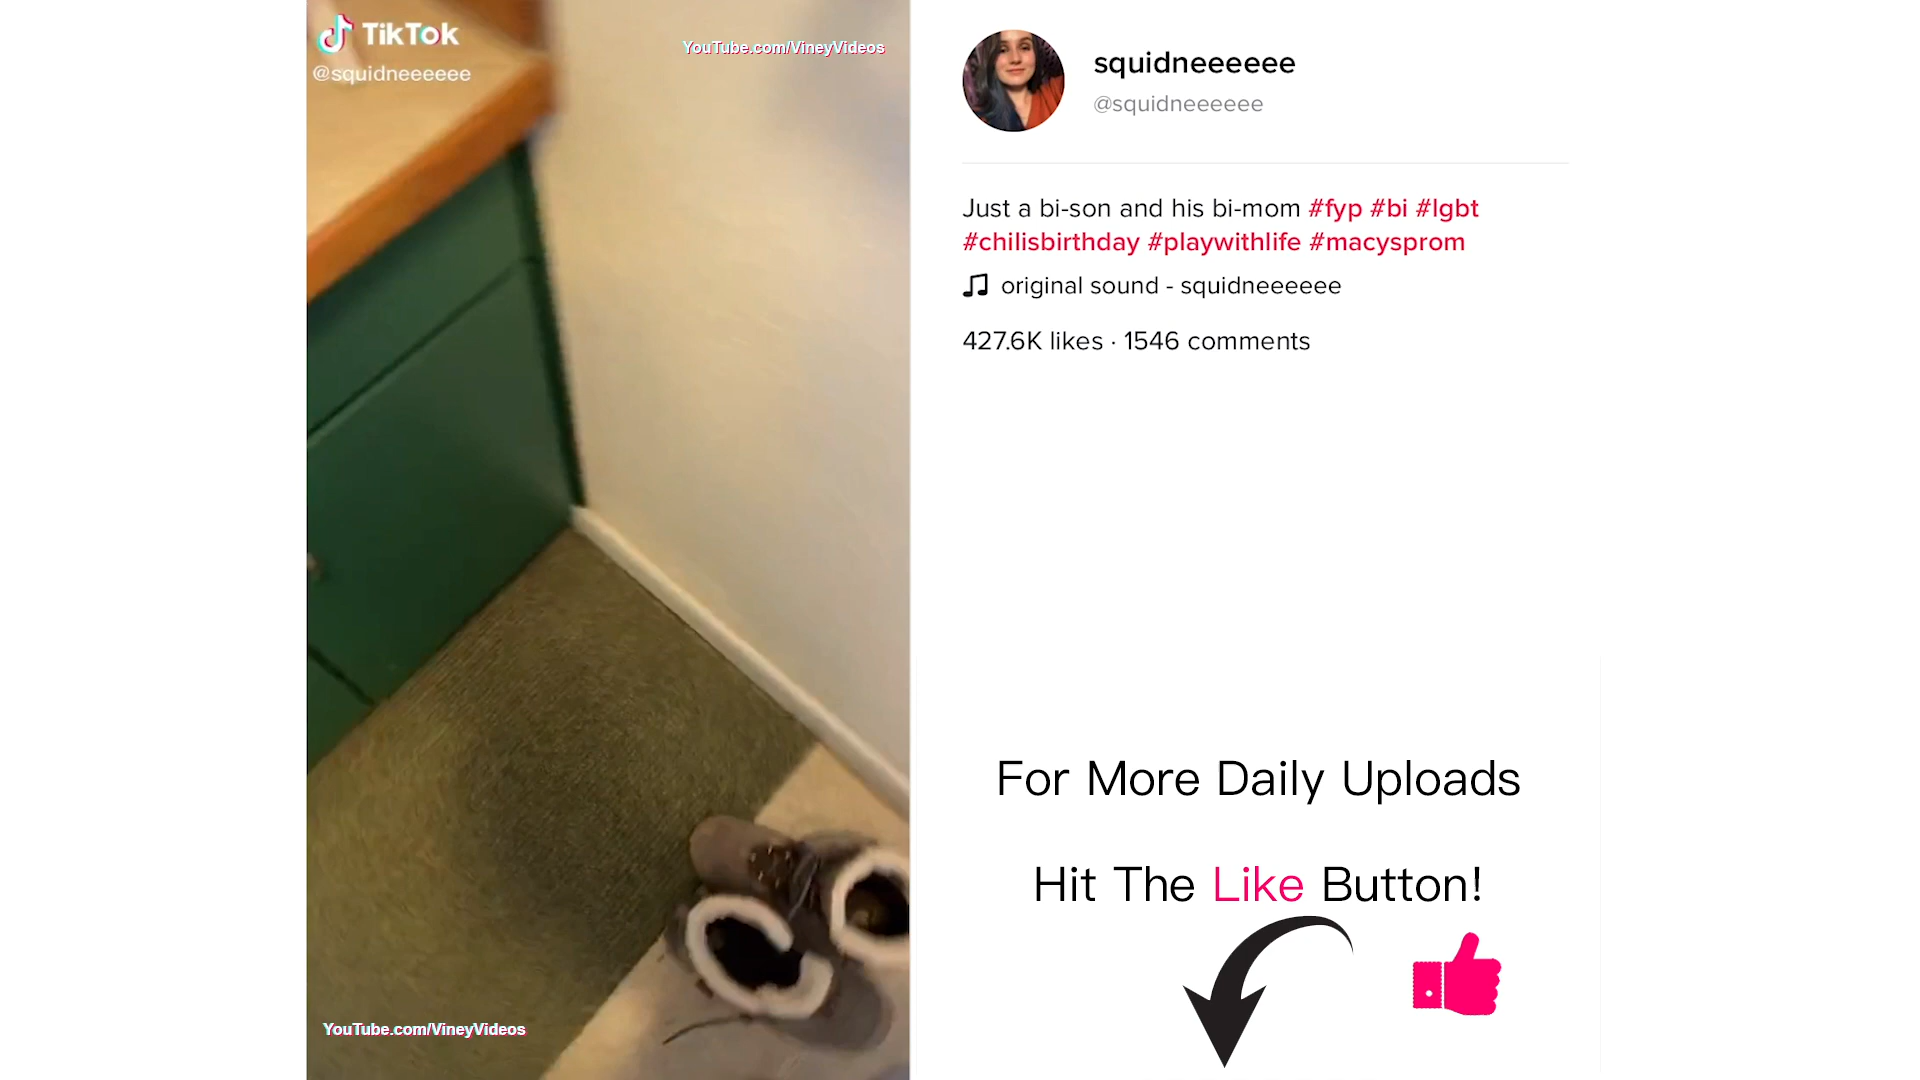 TikTok
@squidneeeeee
YouTube.com/VineyVideos
YouTube.com/VineyVideos
squidneeeeee
@squidneeeeee
Just a bi-son and his bi-mom #fyp #bi #lgbt
#chilisbirthday #playwithlife #macysprom
original sound - squidneeeeee
427.6K likes · 1546 comments
For More Daily Uploads
Hit The Like Button!